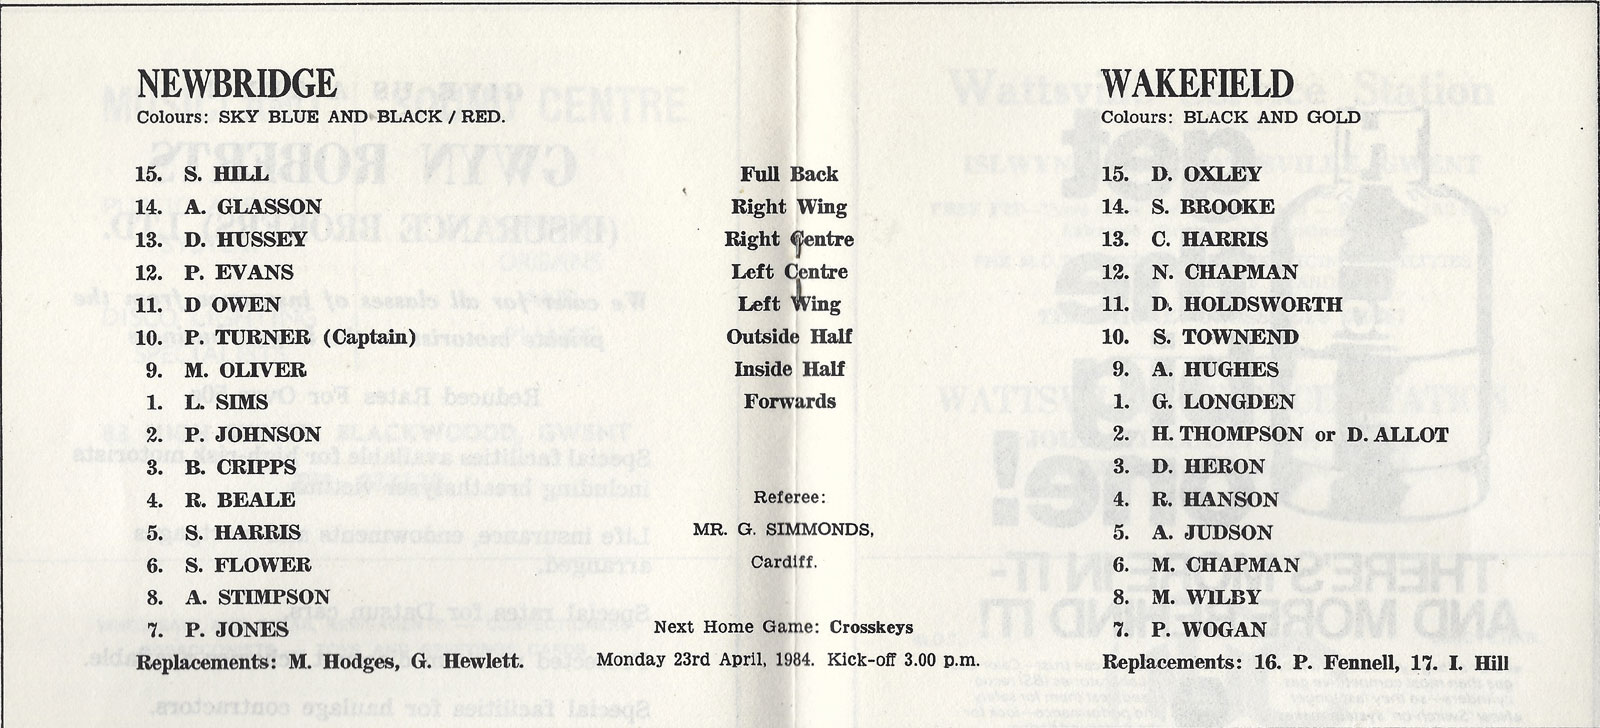 NEWBRIDGE
Colours: SKY BLUE AND BLACK / RED.
15. S. HILL
14. A. GLASSON
13. D. HUSSEY
12. P. EVANS
11. D OWEN
10. P. TURNER (Captain)
9. M. OLIVER
1. L. SIMS
2. P. JOHNSON
3. B. CRIPPS
4. R. BEALE
5. S. HARRIS
6. S. FLOWER
8. A. STIMPSON
7. P. JONES
Replacements: M. Hodges, G. Hewlett.
Full Back
Right Wing
Right Centre
Left Centre
Left Wing
Outside Half
Inside Half
Forwards
Referee:
MR. G. SIMMONDS,
Cardiff.
Next Home Game: Crosskeys
Monday 23rd April, 1984. Kick-off 3.00 p.m.
WAKEFIELD
Colours: BLACK AND GOLD
15. D. OXLEY
14. S. BROOKE
13. C. HARRIS
12. N. CHAPMAN
11. D. HOLDSWORTH
10. S. TOWNEND
9. A. HUGHES
1. G. LONGDEN
2. H. THOMPSON or D. ALLOT
3. D. HERON
4. R. HANSON
5. A. JUDSON
6. M. CHAPMAN
8. M. WILBY
7. P. WOGAN
Replacements: 16. P. Fennell, 17. I. Hill